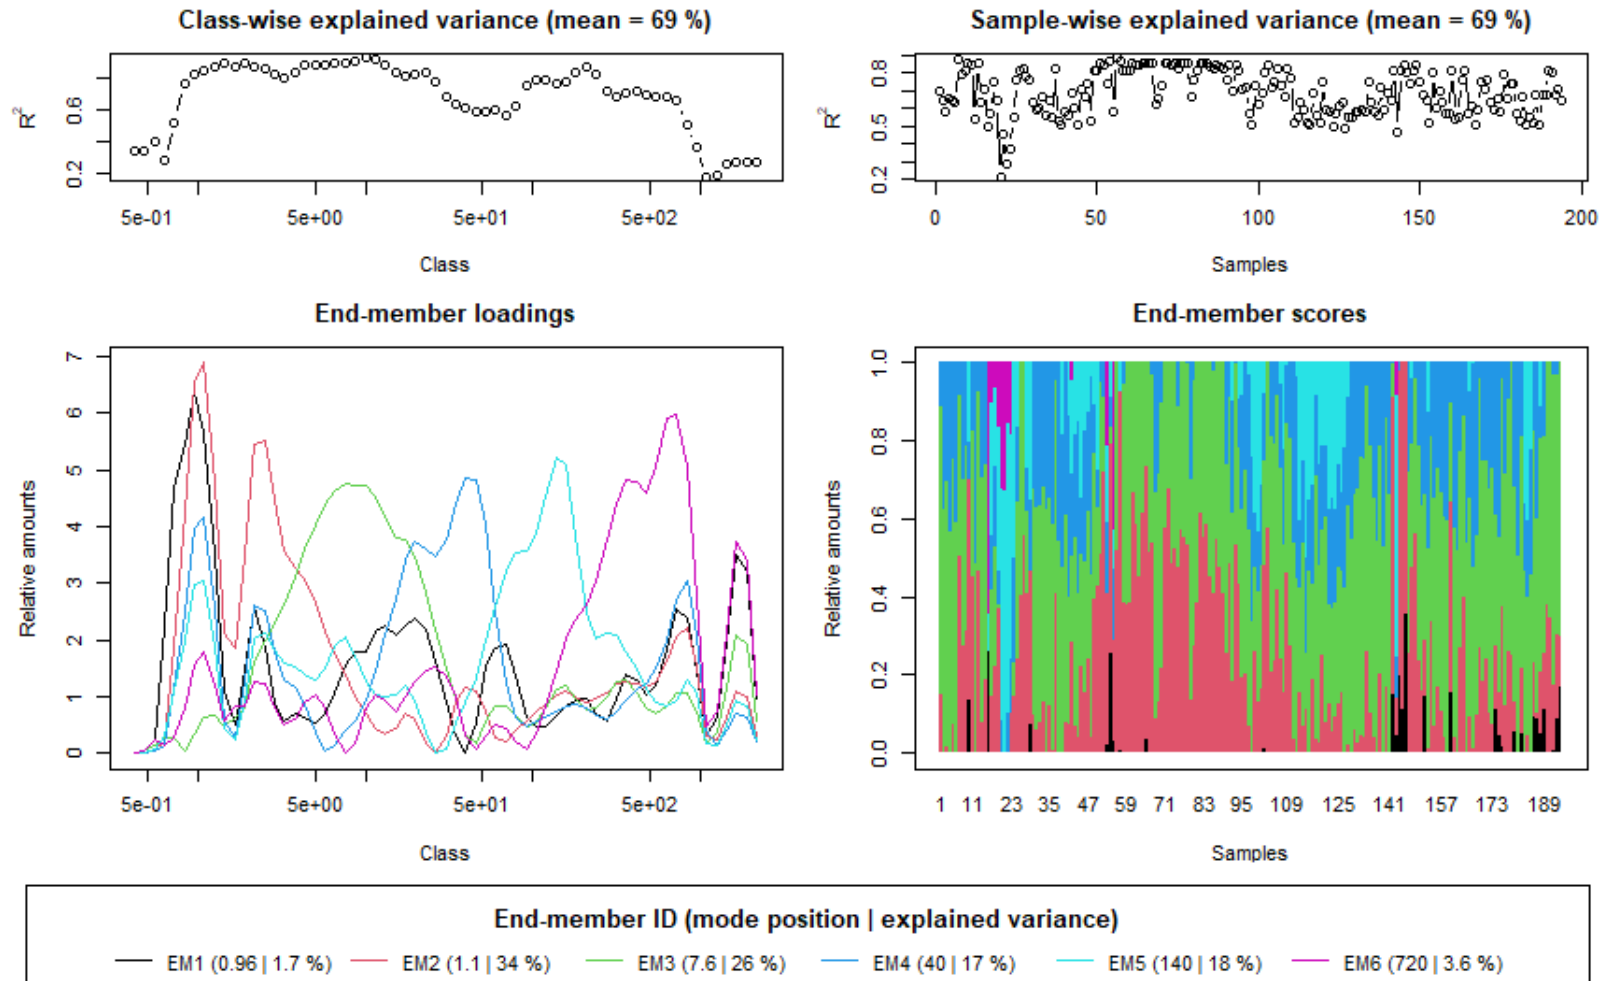 Class-wise explained variance (mean = 69 %)
R²
0.2
0.6
5e-01
5e+00
5e+01
5e+02
Class
Sample-wise explained variance (mean = 69 %)
R²
0.2
0.5
0.8
0
50
100
150
200
Samples
End-member loadings
Relative amounts
0
1
2
3
4
5
6
7
5e-01
5e+00
5e+01
5e+02
Class
End-member scores
Relative amounts
0.0
0.2
0.4
0.6
0.8
1.0
1 11 23 35 47 59 71 83 95 109 125 141 157 173 189
Samples
End-member ID (mode position | explained variance)
EM1 (0.96 | 1.7 %) EM2 (1.1 | 34 %) EM3 (7.6 | 26 %) EM4 (40 | 17 %) EM5 (140 | 18 %) EM6 (720 | 3.6 %)